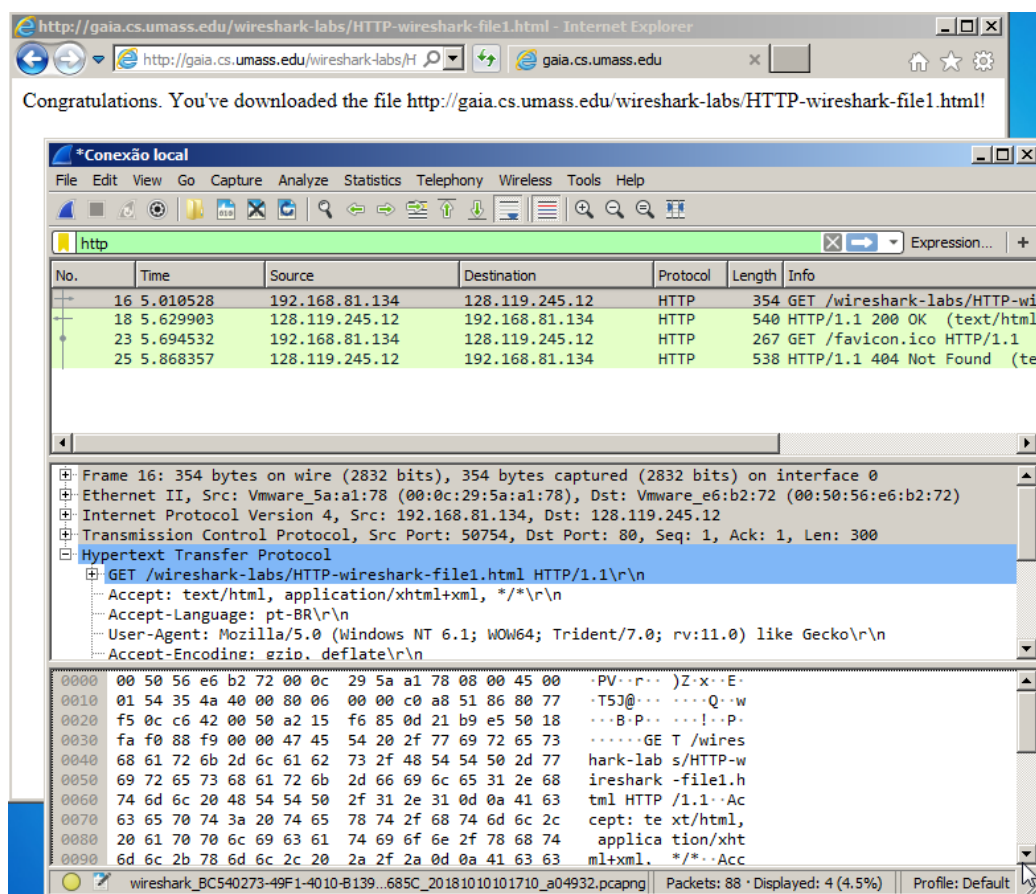 http://gaia.cs.umass.edu/wireshark-labs/HTTP-wireshark-file1.html - Internet Explorer
http://gaia.cs.umass.edu/wireshark-labs/H gaia.cs.umass.edu
Congratulations. You've downloaded the file http://gaia.cs.umass.edu/wireshark-labs/HTTP-wireshark-file1.html!
*Conexão local
File Edit View Go Capture Analyze Statistics Telephony Wireless Tools Help
http Expression... +
No. Time Source Destination Protocol Length Info
16 5.010528 192.168.81.134 128.119.245.12 HTTP 354 GET /wireshark-labs/HTTP-wi
18 5.629903 128.119.245.12 192.168.81.134 HTTP 540 HTTP/1.1 200 OK (text/html
23 5.694532 192.168.81.134 128.119.245.12 HTTP 267 GET /favicon.ico HTTP/1.1
25 5.868357 128.119.245.12 192.168.81.134 HTTP 538 HTTP/1.1 404 Not Found (te
Frame 16: 354 bytes on wire (2832 bits), 354 bytes captured (2832 bits) on interface 0
Ethernet II, Src: Vmware_5a:a1:78 (00:0c:29:5a:a1:78), Dst: Vmware_e6:b2:72 (00:50:56:e6:b2:72)
Internet Protocol Version 4, Src: 192.168.81.134, Dst: 128.119.245.12
Transmission Control Protocol, Src Port: 50754, Dst Port: 80, Seq: 1, Ack: 1, Len: 300
Hypertext Transfer Protocol
GET /wireshark-labs/HTTP-wireshark-file1.html HTTP/1.1\r\n
Accept: text/html, application/xhtml+xml, */*\r\n
Accept-Language: pt-BR\r\n
User-Agent: Mozilla/5.0 (Windows NT 6.1; WOW64; Trident/7.0; rv:11.0) like Gecko\r\n
Accept-Encoding: gzip, deflate\r\n
0000 00 50 56 e6 b2 72 00 0c 29 5a a1 78 08 00 45 00 ·PV··r·· )Z·x··E·
0010 01 54 35 4a 40 00 80 06 00 00 c0 a8 51 86 80 77 ·T5J@··· ····Q··w
0020 f5 0c c6 42 00 50 a2 15 f6 85 0d 21 b9 e5 50 18 ···B·P·· ···!··P·
0030 fa f0 88 f9 00 00 47 45 54 20 2f 77 69 72 65 73 ······GE T /wires
0040 68 61 72 6b 2d 6c 61 62 73 2f 48 54 54 50 2d 77 hark-lab s/HTTP-w
0050 69 72 65 73 68 61 72 6b 2d 66 69 6c 65 31 2e 68 ireshark -file1.h
0060 74 6d 6c 20 48 54 54 50 2f 31 2e 31 0d 0a 41 63 tml HTTP /1.1··Ac
0070 63 65 70 74 3a 20 74 65 78 74 2f 68 74 6d 6c 2c cept: te xt/html,
0080 20 61 70 70 6c 69 63 61 74 69 6f 6e 2f 78 68 74 applica tion/xht
0090 6d 6c 2b 78 6d 6c 2c 20 2a 2f 2a 0d 0a 41 63 63 ml+xml, */*··Acc
wireshark_BC540273-49F1-4010-B139...685C_20181010101710_a04932.pcapng Packets: 88 · Displayed: 4 (4.5%) Profile: Default